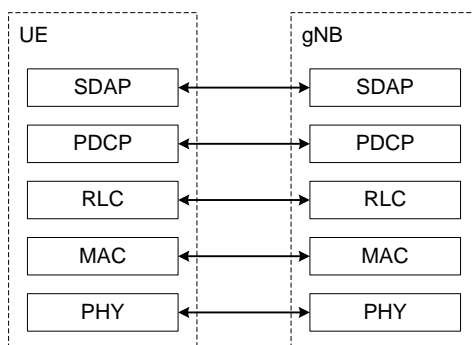 UE gNB
SDAP SDAP
PDCP PDCP
RLC RLC
MAC MAC
PHY PHY